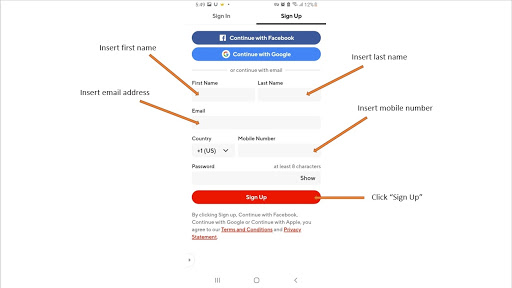 5:49
12%
Sign In
Sign Up
Continue with Facebook
Continue with Google
or continue with email
Insert first name
Insert last name
First Name
Last Name
Insert email address
Email
Insert mobile number
Country
Mobile Number
+1 (US)
Password
at least 8 characters
Show
Sign Up
Click “Sign Up”
By clicking Sign up, Continue with Facebook,
Continue with Google or Continue with Apple, you
agree to our Terms and Conditions and Privacy
Statement.